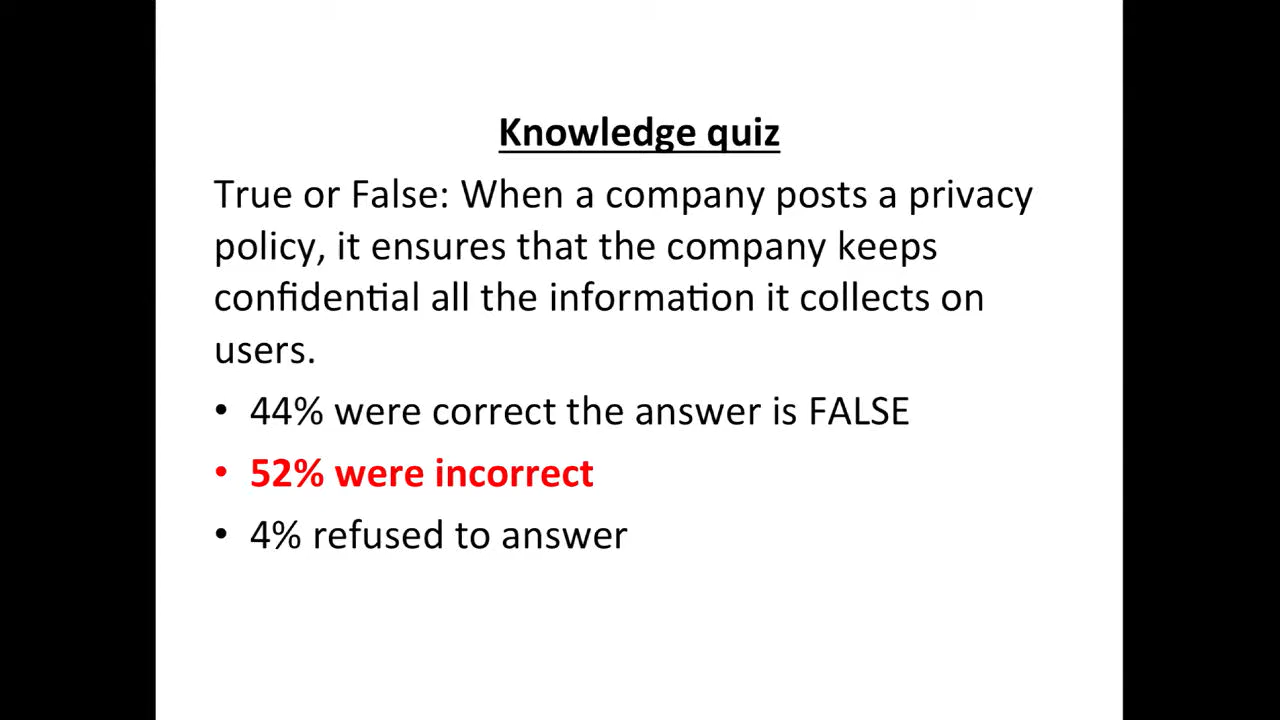 Knowledge quiz
True or False: When a company posts a privacy
policy, it ensures that the company keeps
confidential all the information it collects on
users.
• 44% were correct the answer is FALSE
• 52% were incorrect
• 4% refused to answer